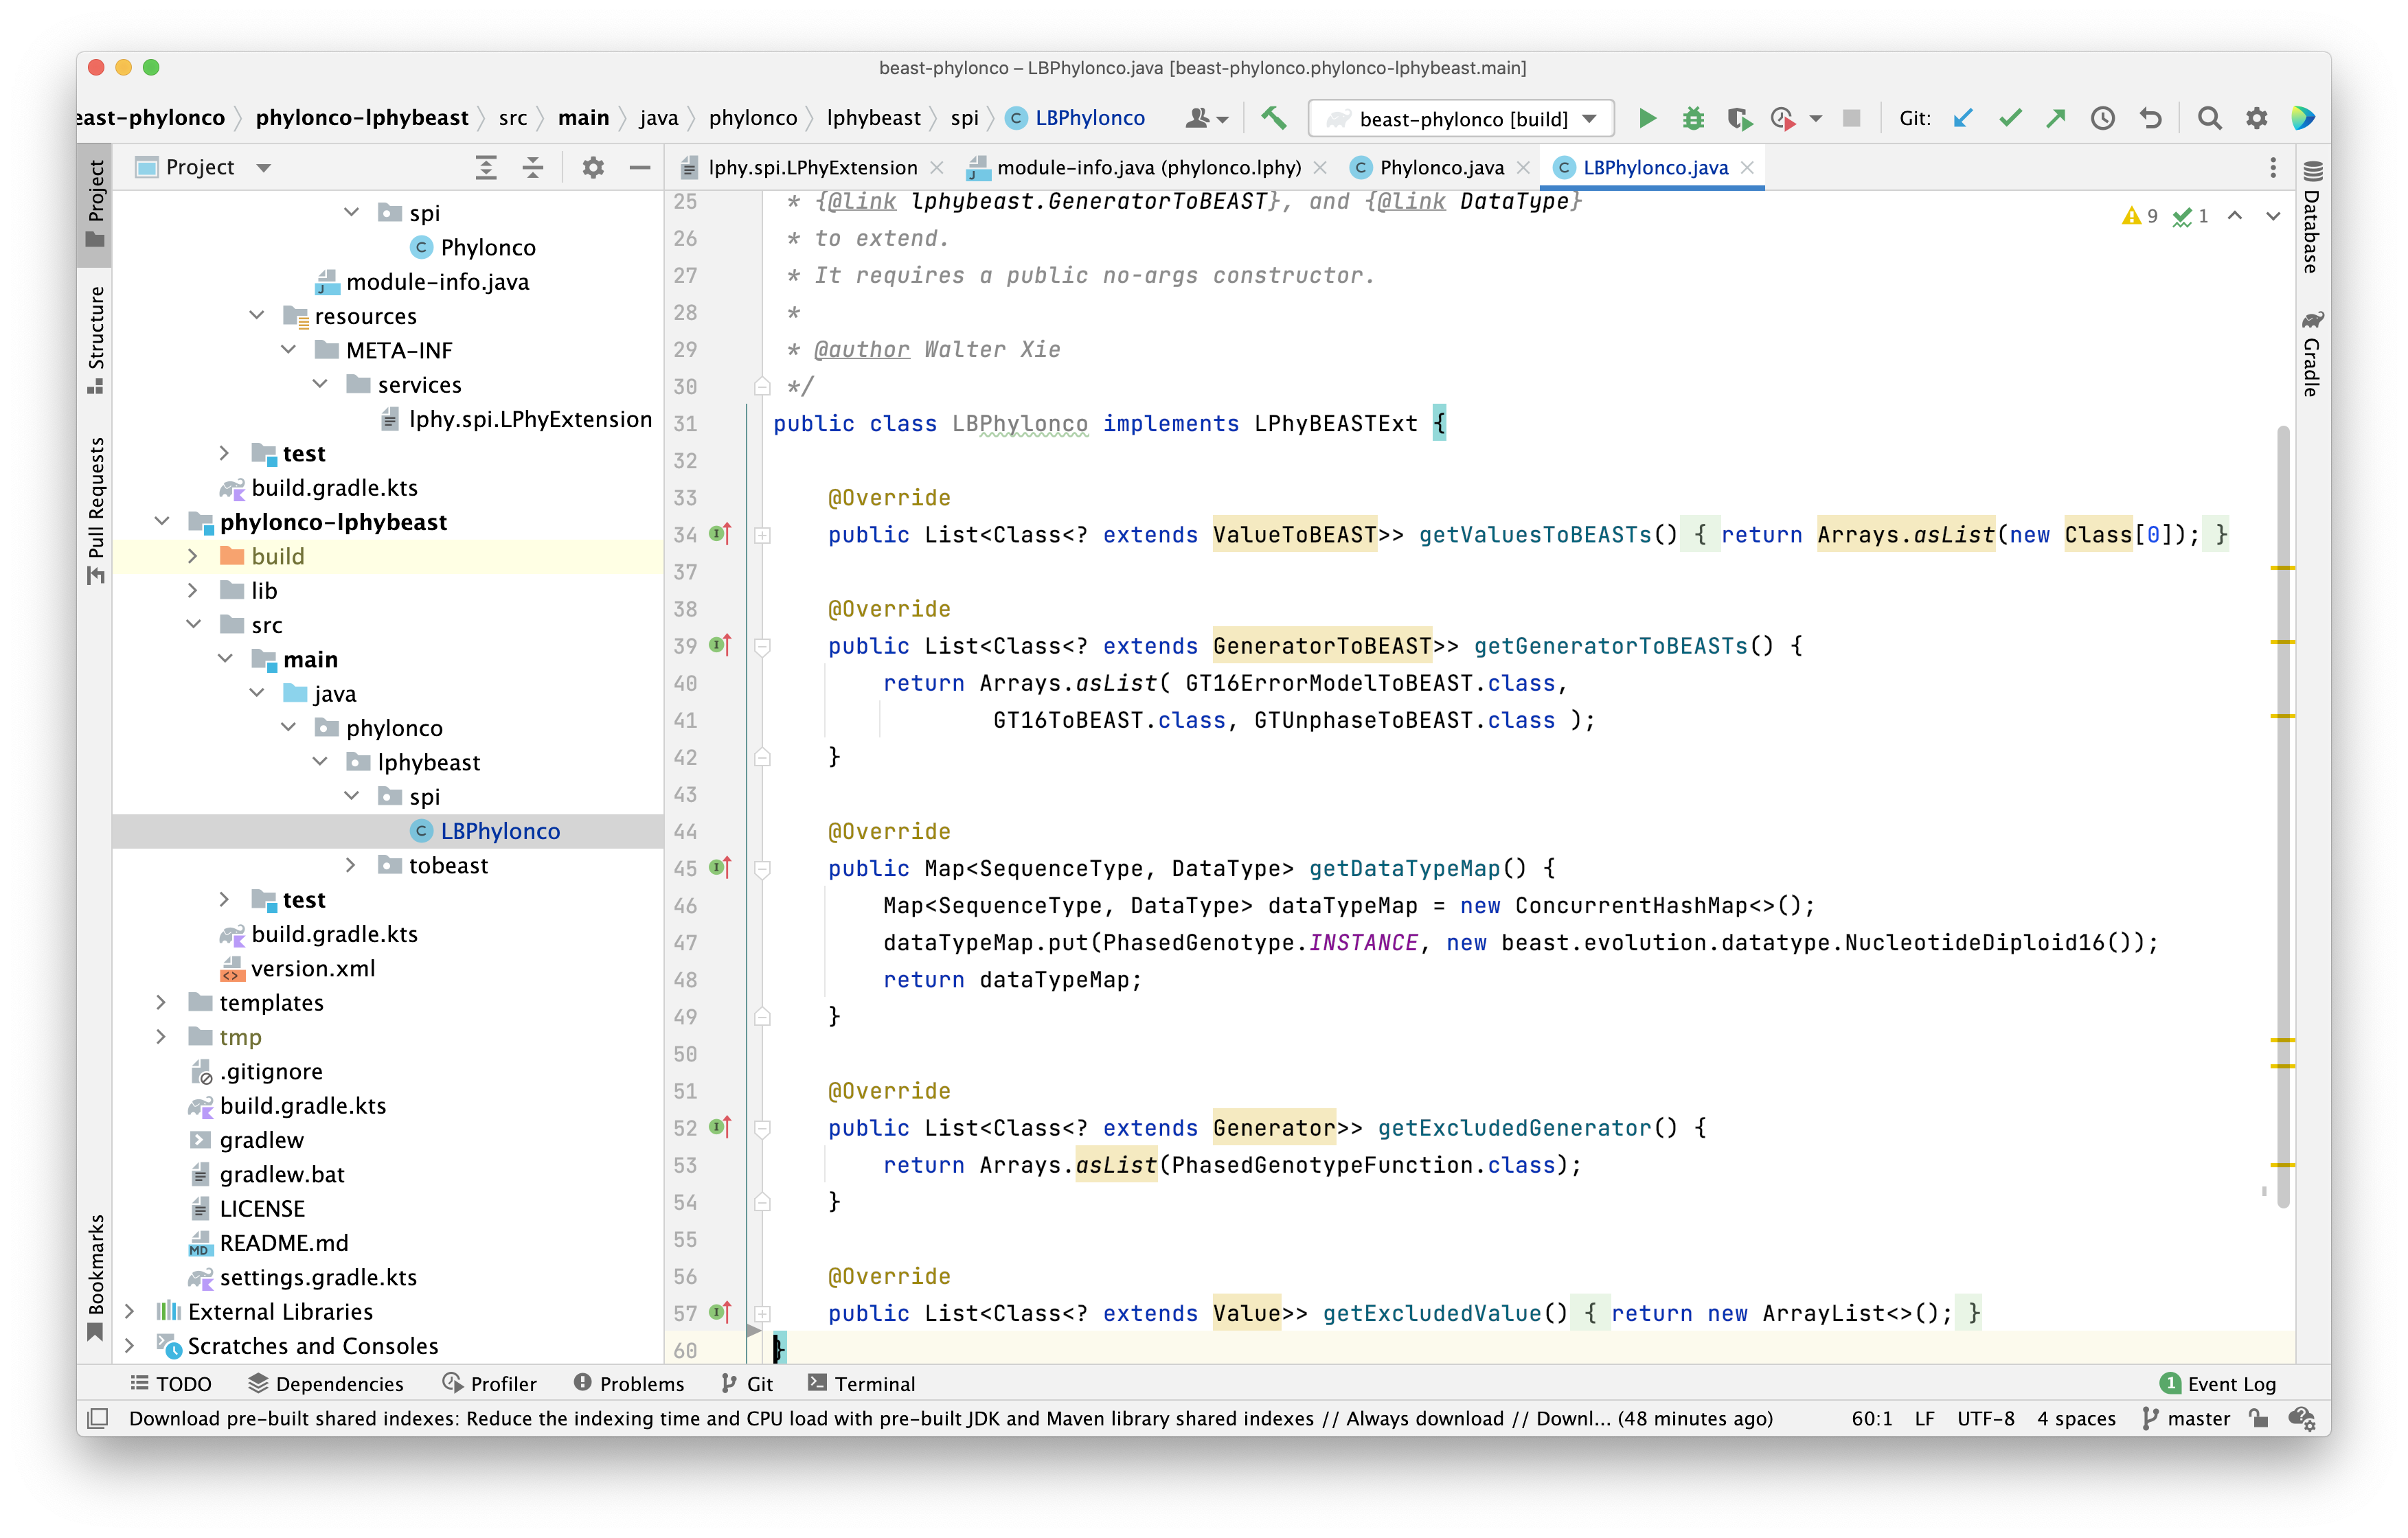 beast-phylonco – LBPhylonco.java [beast-phylonco.phylonco-lphybeast.main]
east-phylonco phylonco-lphybeast src main java phylonco lphybeast spi C LBPhylonco beast-phylonco [build] Git:
Project
lphy.spi.LPhyExtension module-info.java (phylonco.lphy) Phylonco.java LBPhylonco.java
Project
Structure
Pull Requests
Bookmarks
spi
Phylonco
module-info.java
resources
META-INF
services
lphy.spi.LPhyExtension
test
build.gradle.kts
phylonco-lphybeast
build
lib
src
main
java
phylonco
lphybeast
spi
LBPhylonco
tobeast
test
build.gradle.kts
version.xml
templates
tmp
.gitignore
build.gradle.kts
gradlew
gradlew.bat
LICENSE
README.md
settings.gradle.kts
External Libraries
Scratches and Consoles
9 1
25 * {@link lphybeast.GeneratorToBEAST}, and {@link DataType}
26 * to extend.
27 * It requires a public no-args constructor.
28 *
29 * @author Walter Xie
30 */
31 public class LBPhylonco implements LPhyBEASTExt {
32
33 @Override
34 public List<Class<? extends ValueToBEAST>> getValuesToBEASTs() { return Arrays.asList(new Class[0]); }
37
38 @Override
39 public List<Class<? extends GeneratorToBEAST>> getGeneratorToBEASTs() {
40 return Arrays.asList( GT16ErrorModelToBEAST.class,
41 GT16ToBEAST.class, GTUnphaseToBEAST.class );
42 }
43
44 @Override
45 public Map<SequenceType, DataType> getDataTypeMap() {
46 Map<SequenceType, DataType> dataTypeMap = new ConcurrentHashMap<>();
47 dataTypeMap.put(PhasedGenotype.INSTANCE, new beast.evolution.datatype.NucleotideDiploid16());
48 return dataTypeMap;
49 }
50
51 @Override
52 public List<Class<? extends Generator>> getExcludedGenerator() {
53 return Arrays.asList(PhasedGenotypeFunction.class);
54 }
55
56 @Override
57 public List<Class<? extends Value>> getExcludedValue() { return new ArrayList<>(); }
60 }
Database
Gradle
TODO Dependencies Profiler Problems Git Terminal 1 Event Log
Download pre-built shared indexes: Reduce the indexing time and CPU load with pre-built JDK and Maven library shared indexes // Always download // Downl... (48 minutes ago) 60:1 LF UTF-8 4 spaces master